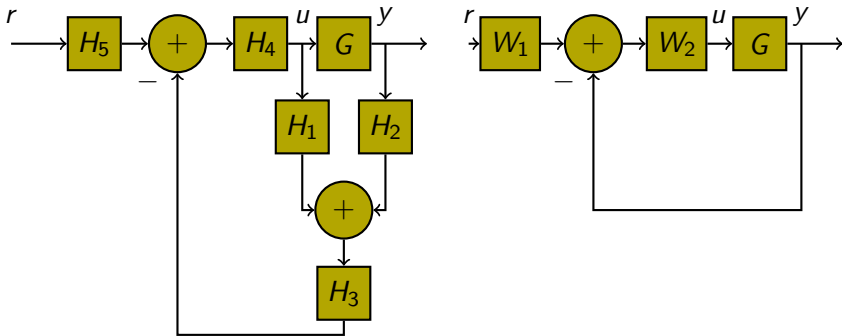 r H₅ + H₄ u G y
−
H₁ H₂
+
H₃
r W₁ + W₂ u G y
−